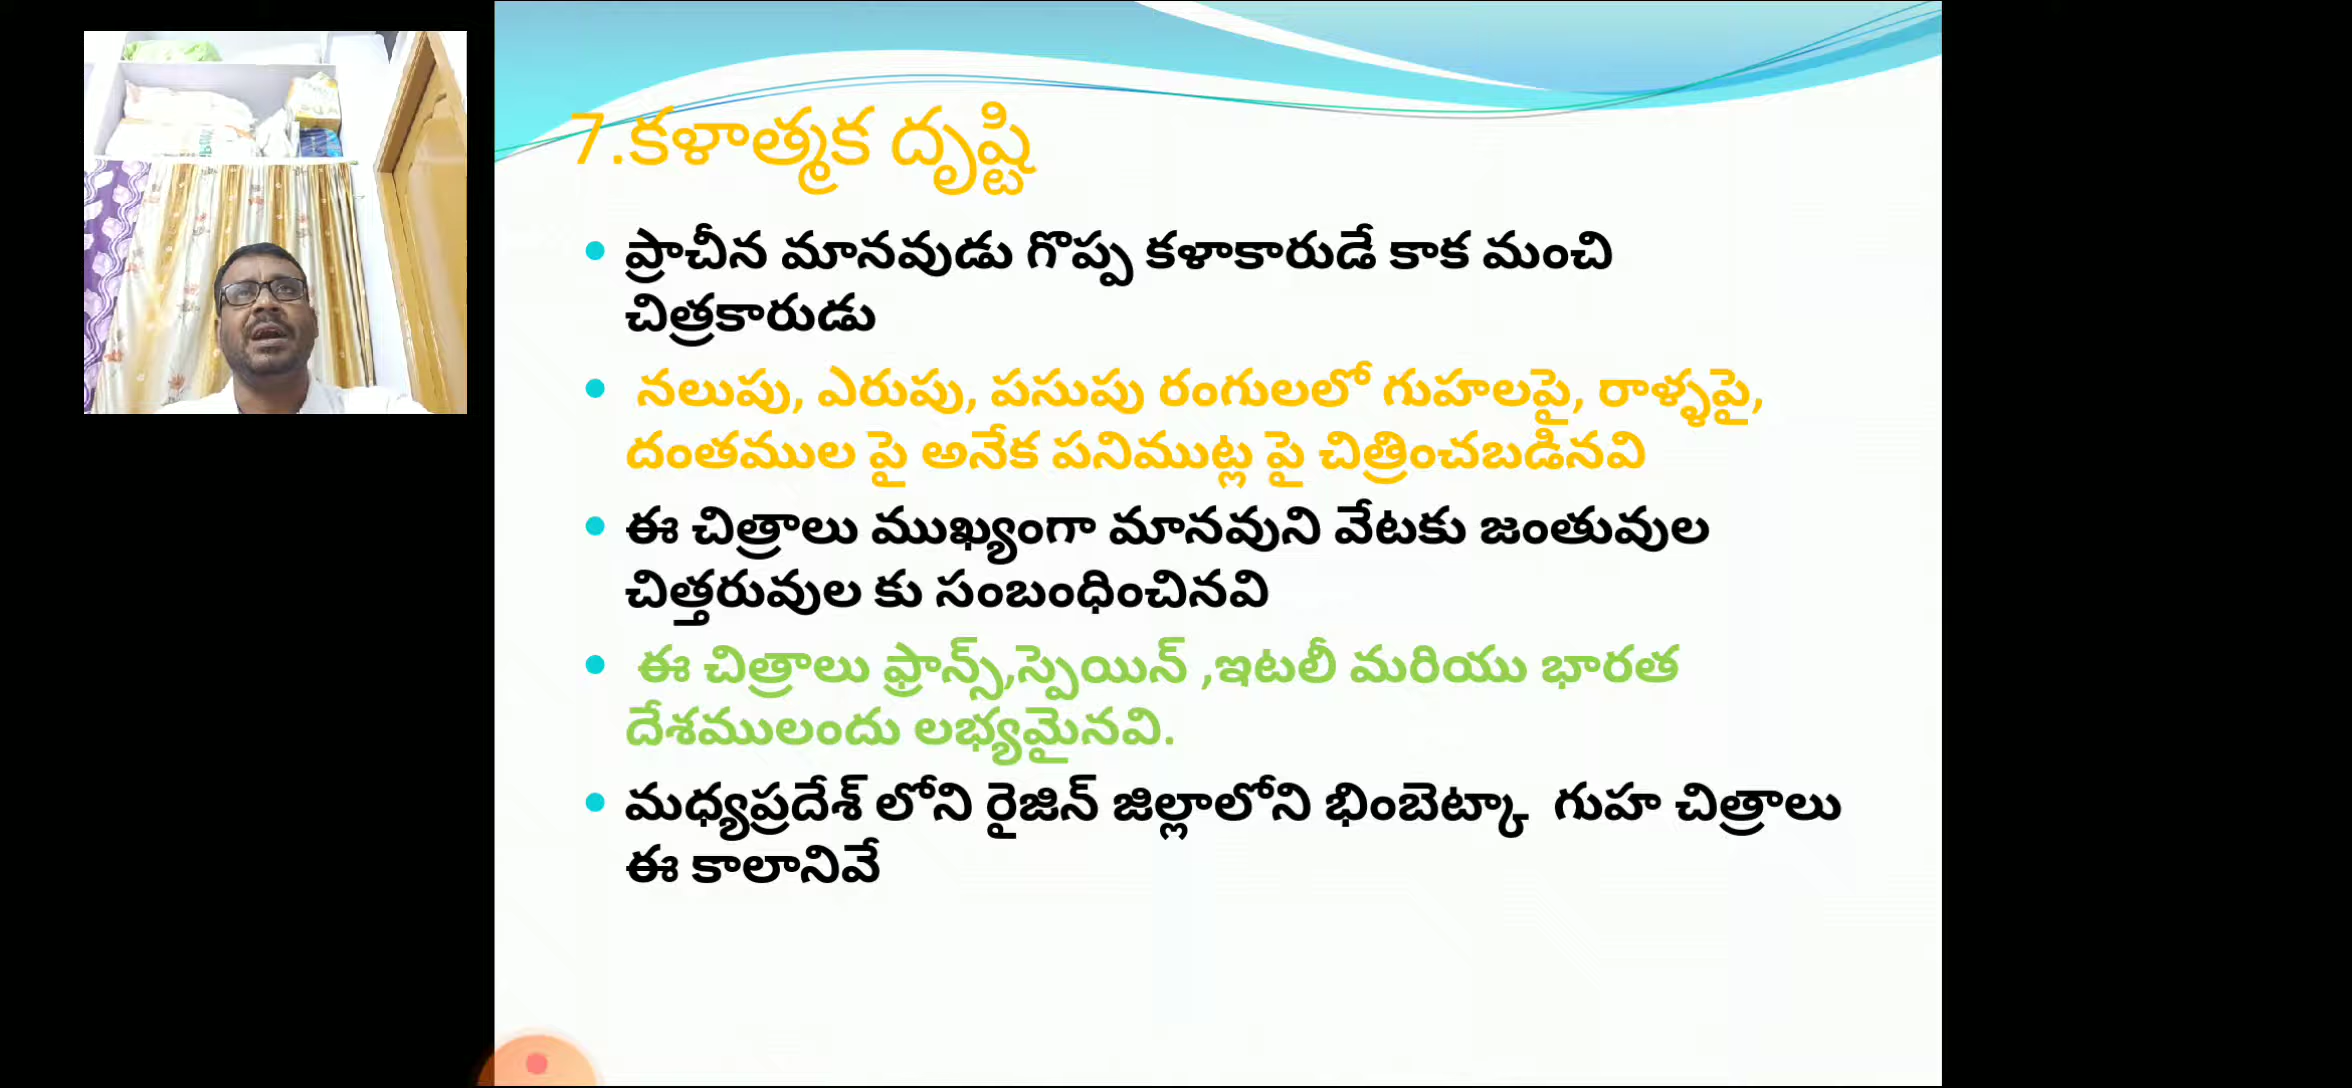 7.కళాత్మక దృష్టి
ప్రాచీన మానవుడు గొప్ప కళాకారుడే కాక మంచి
చిత్రకారుడు
నలుపు, ఎరుపు, పసుపు రంగులలో గుహలపై, రాళ్ళపై,
దంతముల పై అనేక పనిముట్ల పై చిత్రించబడినవి
ఈ చిత్రాలు ముఖ్యంగా మానవుని వేటకు జంతువుల
చిత్తరువుల కు సంబంధించినవి
ఈ చిత్రాలు ఫ్రాన్స్,స్పెయిన్ ,ఇటలీ మరియు భారత
దేశములందు లభ్యమైనవి.
మధ్యప్రదేశ్ లోని రైజిన్ జిల్లాలోని భింబెట్కా గుహ చిత్రాలు
ఈ కాలానివే